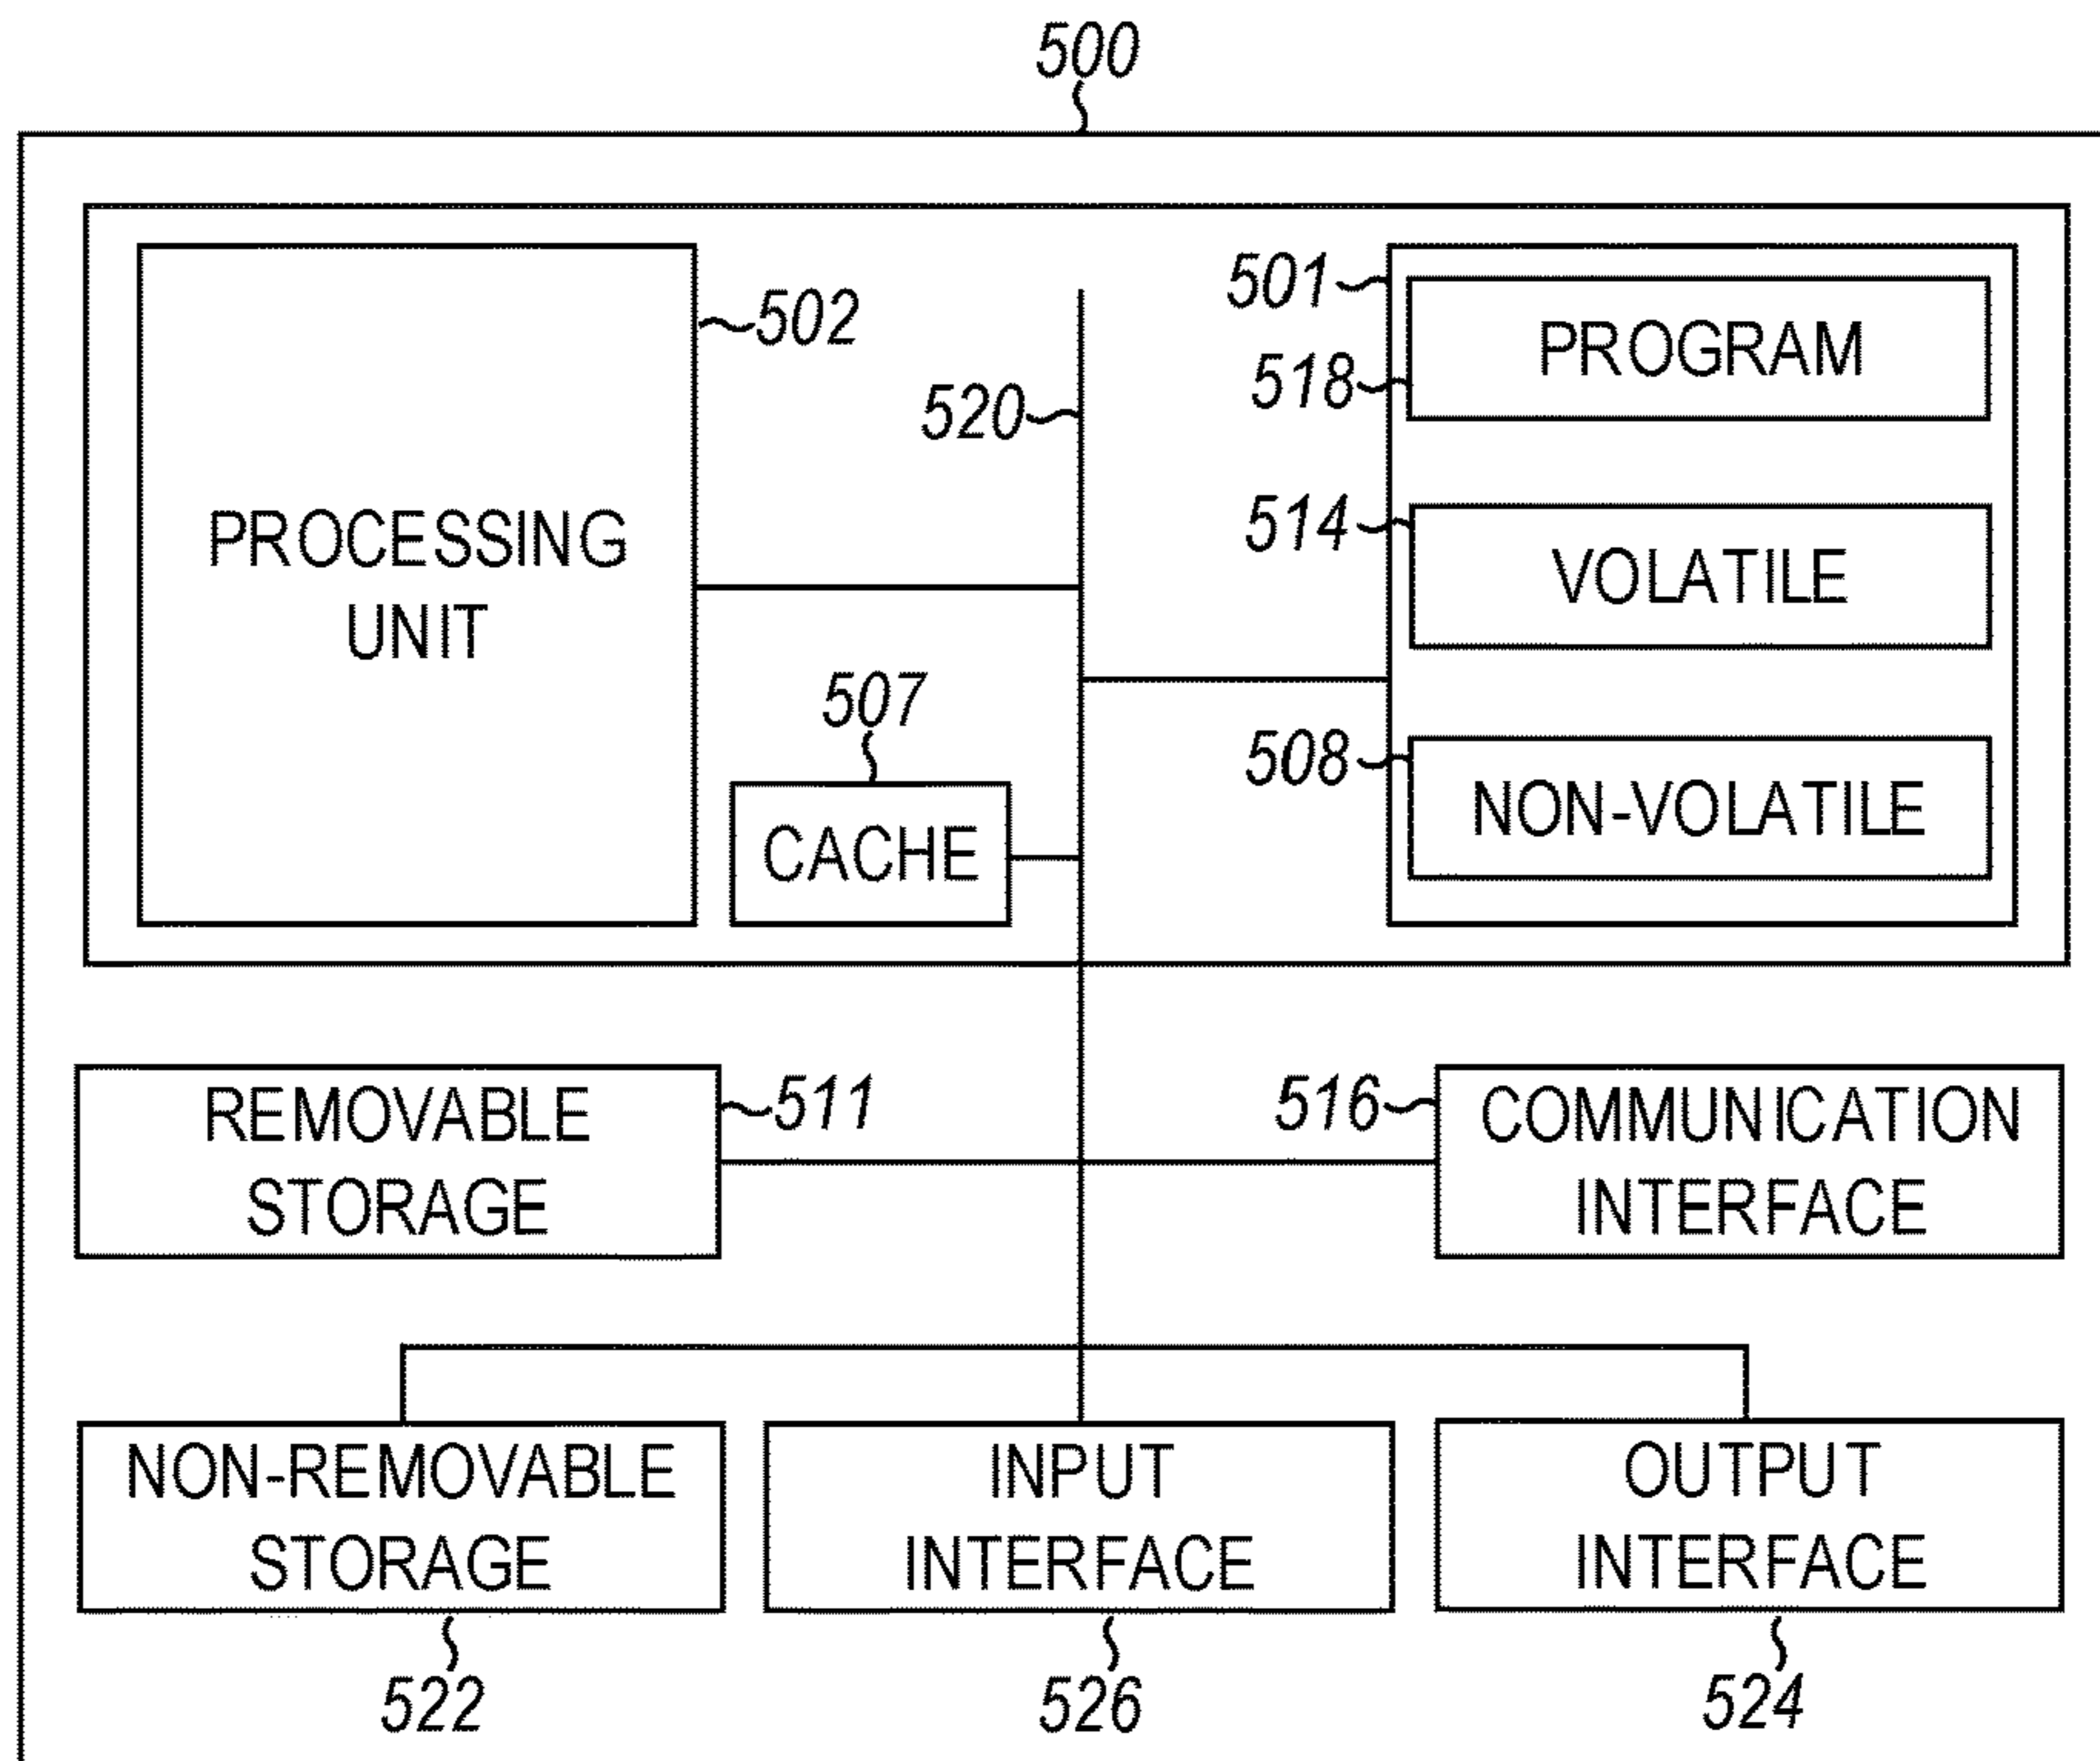 500
501
PROGRAM
502
518
520
PROCESSING
UNIT
514
VOLATILE
507
508
NON-VOLATILE
CACHE
REMOVABLE
STORAGE
511
516
COMMUNICATION
INTERFACE
NON-REMOVABLE
STORAGE
INPUT
INTERFACE
OUTPUT
INTERFACE
522
526
524